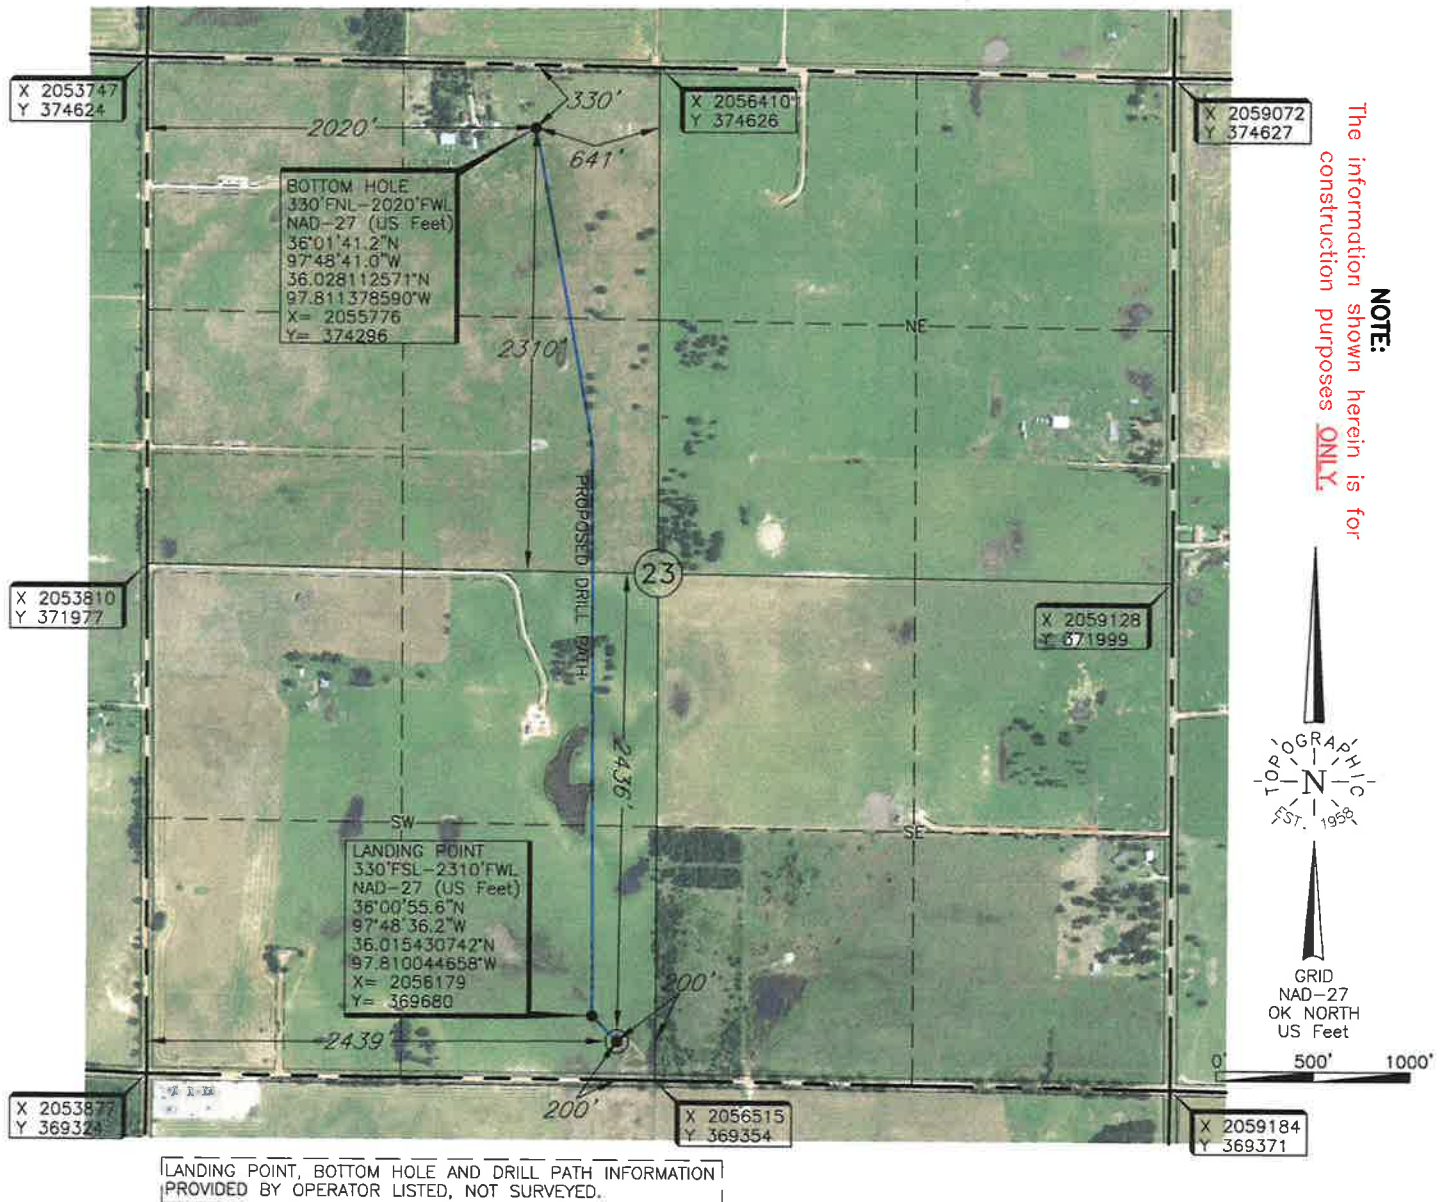 X 2053747
Y 374624
330'
2020'
641'
X 2056410
Y 374626
X 2059072
Y 374627
BOTTOM HOLE
330'FNL-2020'FWL
NAD-27 (US Feet)
36°01'41.2"N
97°48'41.0"W
36.028112571°N
97.811378590°W
X= 2055776
Y= 374296
NE
2310'
PROPOSED DRILL PATH:
NOTE:
The information shown herein is for
construction purposes ONLY.
23
X 2053810
Y 371977
X 2059128
Y 371999
2436'
SW
SE
LANDING POINT
330'FSL-2310'FWL
NAD-27 (US Feet)
36°00'55.6"N
97°48'36.2"W
36.015430742°N
97.810044658°W
X= 2056179
Y= 369680
TOPOGRAPHIC
N
EST. 1958
GRID
NAD-27
OK NORTH
US Feet
0' 500' 1000'
200'
2439
200'
X 2053877
Y 369324
X 2056515
Y 369354
X 2059184
Y 369371
LANDING POINT, BOTTOM HOLE AND DRILL PATH INFORMATION
PROVIDED BY OPERATOR LISTED, NOT SURVEYED.